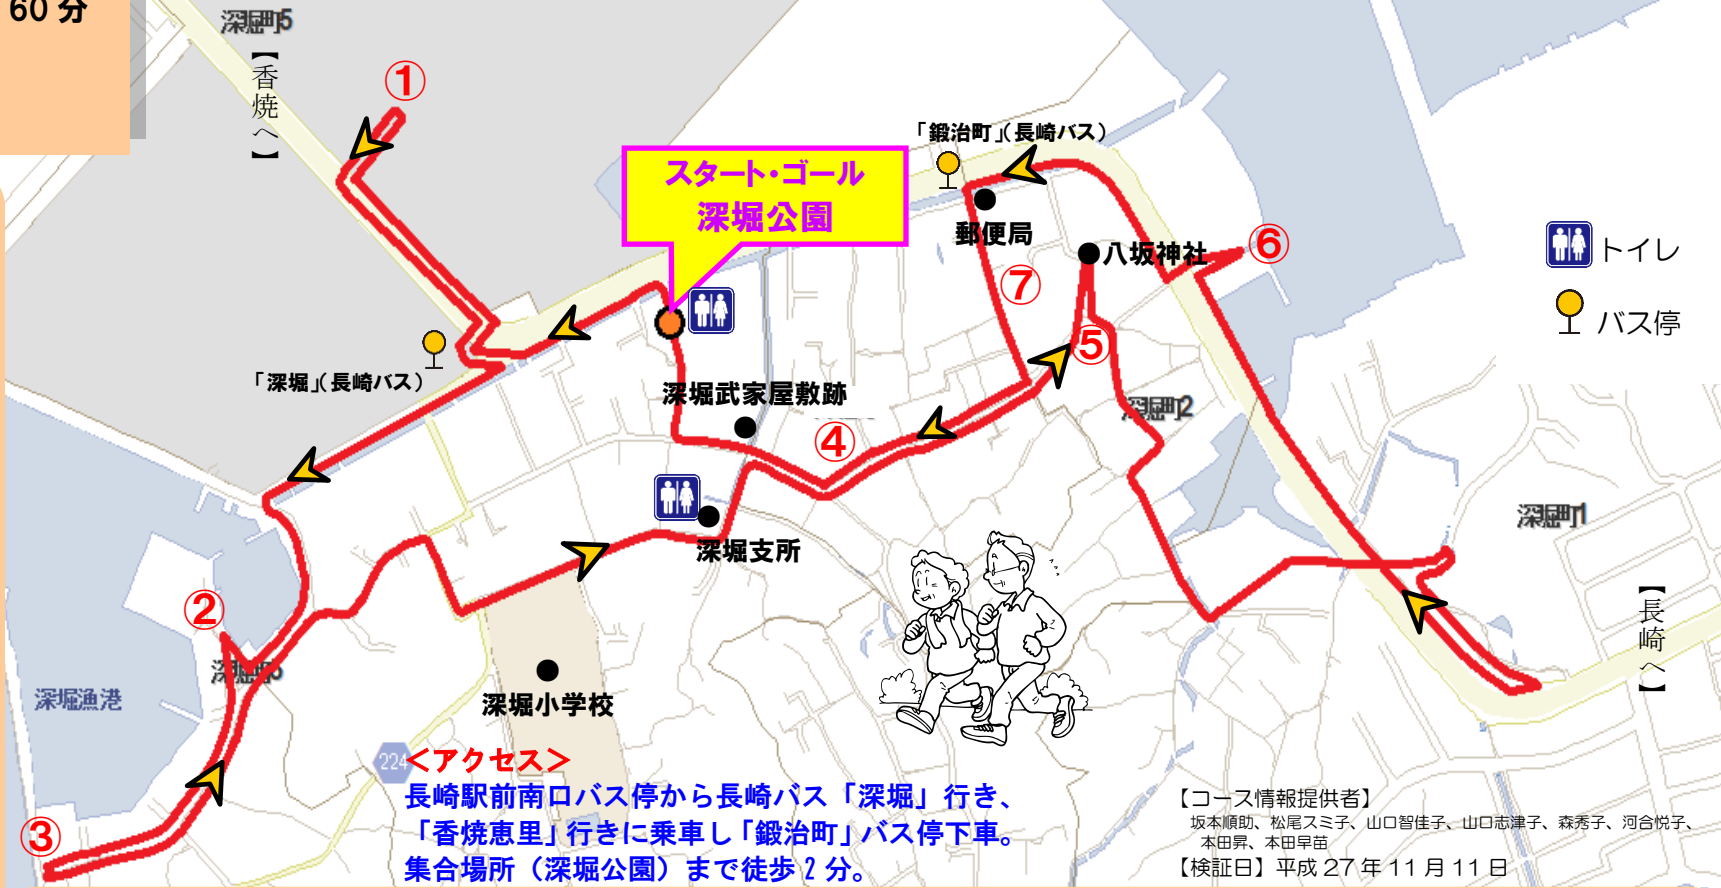 60 分
深堀町5
【香焼へ】
①
「鍛治町」(長崎バス)
スタート・ゴール
深堀公園
郵便局
八坂神社
⑥
トイレ
⑦
バス停
⑤
「深堀」(長崎バス)
深堀武家屋敷跡
深堀町2
④
深堀町1
深堀支所
【長崎へ】
②
深堀漁港
深堀小学校
224
<アクセス>
長崎駅前南口バス停から長崎バス「深堀」行き、
「香焼恵里」行きに乗車し「鍛治町」バス停下車。
集合場所（深堀公園）まで徒歩 2 分。
③
【コース情報提供者】
坂本順助、松尾スミ子、山口智佳子、山口志津子、森秀子、河合悦子、
本田昇、本田早苗
【検証日】平成 27 年 11 月 11 日